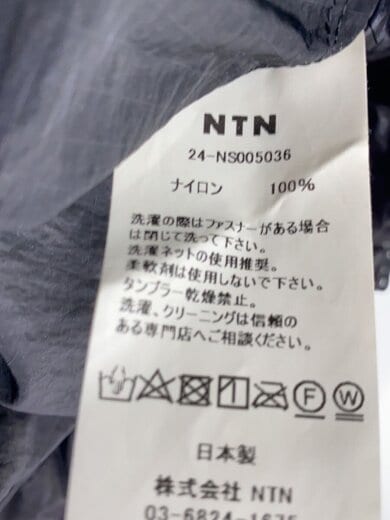 NTN
24-NS005036
ナイロン 100%
洗濯の際はファスナーがある場合
は閉じて洗って下さい。
洗濯ネットの使用推奨。
柔軟剤は使用しないで下さい。
タンブラー乾燥禁止。
洗濯、クリーニングは信頼の
ある専門店へご相談ください。
F W
日本製
株式会社 NTN
03-6824-1675